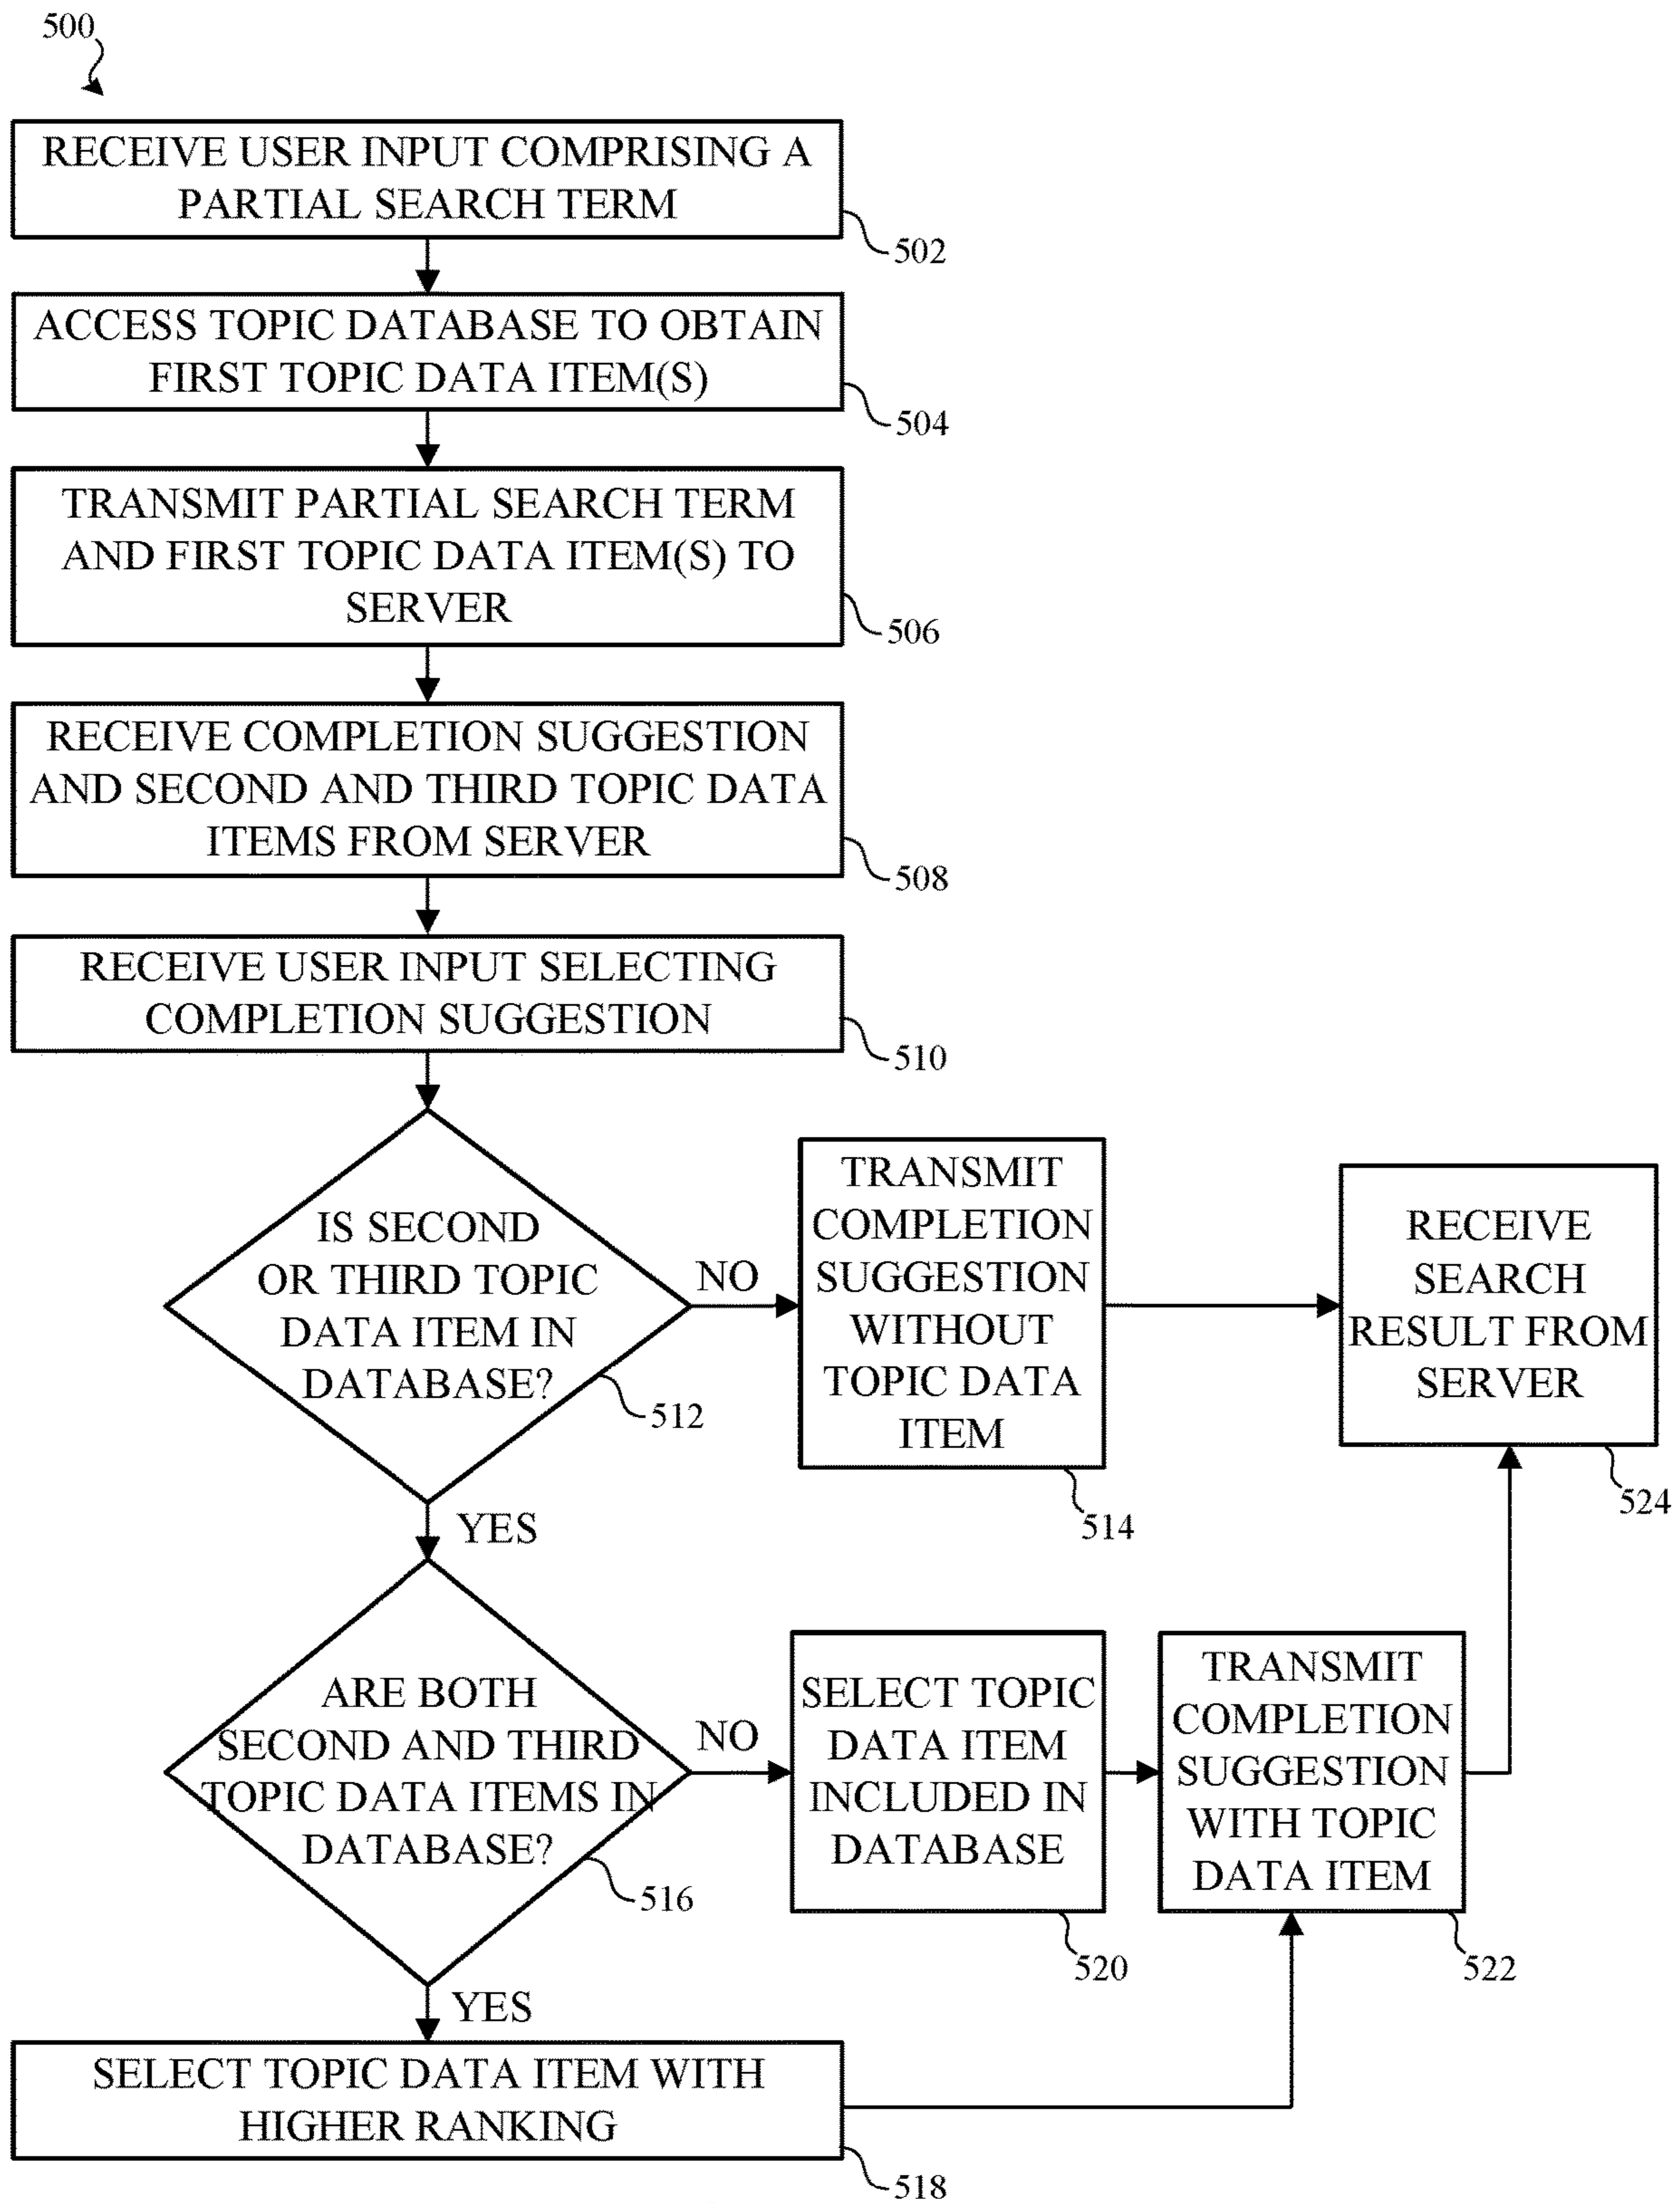 500
RECEIVE USER INPUT COMPRISING A
PARTIAL SEARCH TERM
502
ACCESS TOPIC DATABASE TO OBTAIN
FIRST TOPIC DATA ITEM(S)
504
TRANSMIT PARTIAL SEARCH TERM
AND FIRST TOPIC DATA ITEM(S) TO
SERVER
506
RECEIVE COMPLETION SUGGESTION
AND SECOND AND THIRD TOPIC DATA
ITEMS FROM SERVER
508
RECEIVE USER INPUT SELECTING
COMPLETION SUGGESTION
510
IS SECOND
OR THIRD TOPIC
DATA ITEM IN
DATABASE?
512
NO
TRANSMIT
COMPLETION
SUGGESTION
WITHOUT
TOPIC DATA
ITEM
514
RECEIVE
SEARCH
RESULT FROM
SERVER
524
YES
ARE BOTH
SECOND AND THIRD
TOPIC DATA ITEMS IN
DATABASE?
516
NO
SELECT TOPIC
DATA ITEM
INCLUDED IN
DATABASE
520
TRANSMIT
COMPLETION
SUGGESTION
WITH TOPIC
DATA ITEM
522
YES
SELECT TOPIC DATA ITEM WITH
HIGHER RANKING
518